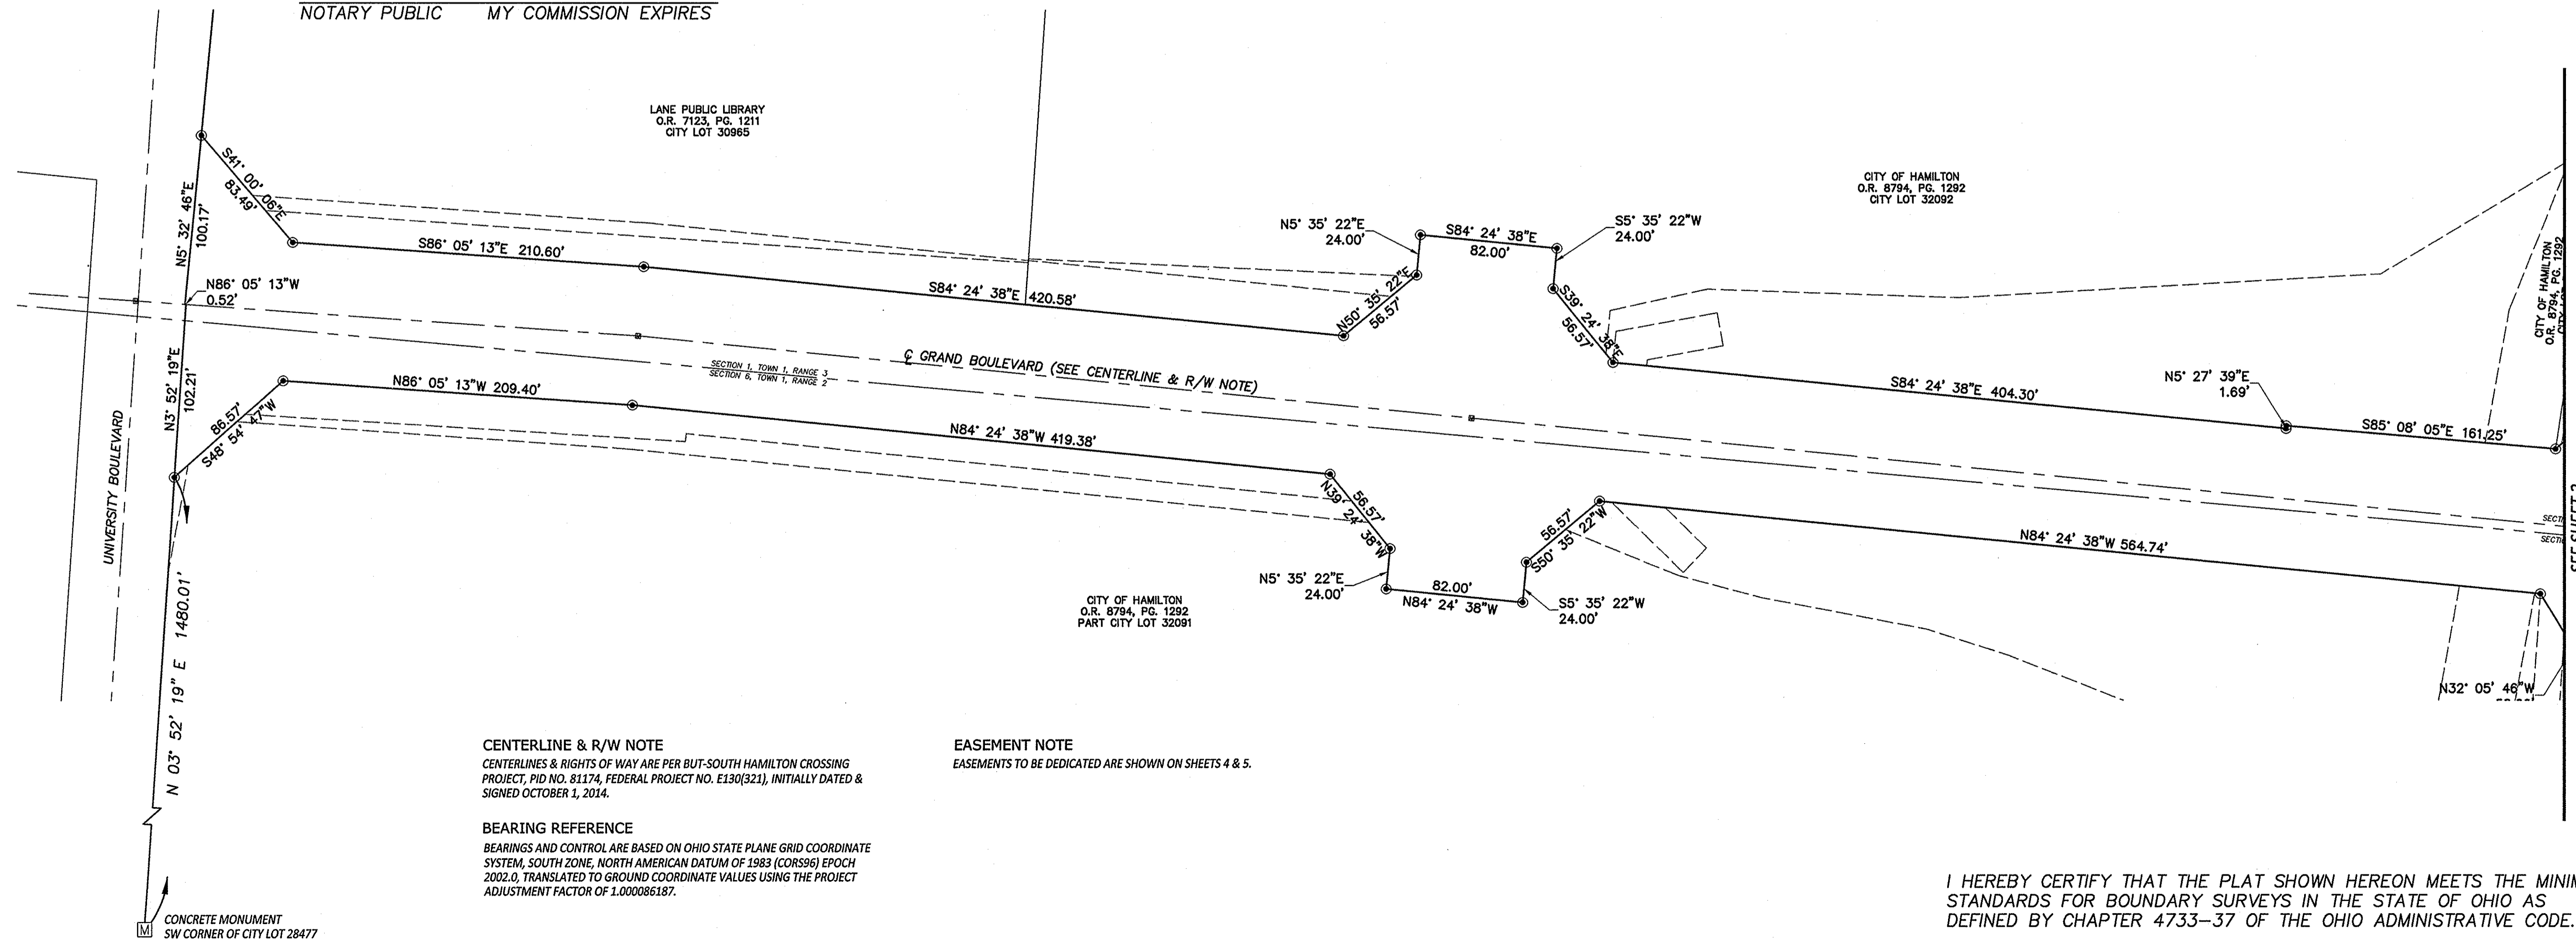 NOTARY PUBLIC MY COMMISSION EXPIRES
LANE PUBLIC LIBRARY
O.R. 7123, PG. 1211
CITY LOT 30965
CITY OF HAMILTON
O.R. 8794, PG. 1292
CITY LOT 32092
S41° 00' 06"E
83.49'
N5° 32' 46"E
100.17'
S86° 05' 13"E 210.60'
N86° 05' 13"W
0.52'
S84° 24' 38"E 420.58'
N5° 35' 22"E
24.00'
S84° 24' 38"E
82.00'
S5° 35' 22"W
24.00'
N50° 35' 22"E
56.57'
S39° 24' 38"E
56.57'
CITY OF HAMILTON
O.R. 8794, PG. 1292
S84° 24' 38"E 404.30'
N5° 27' 39"E
1.69'
S85° 08' 05"E 161.25'
℄ GRAND BOULEVARD (SEE CENTERLINE & R/W NOTE)
SECTION 1, TOWN 1, RANGE 3
SECTION 6, TOWN 1, RANGE 2
N3° 52' 19"E
102.21'
N86° 05' 13"W 209.40'
86.57'
S48° 54' 47"W
N84° 24' 38"W 419.38'
56.57'
N39° 24' 38"W
56.57'
S50° 35' 22"W
N84° 24' 38"W 564.74'
SECTI
SECTI
SEE SHEET 2
UNIVERSITY BOULEVARD
N5° 35' 22"E
24.00'
82.00'
N84° 24' 38"W
S5° 35' 22"W
24.00'
CITY OF HAMILTON
O.R. 8794, PG. 1292
PART CITY LOT 32091
N32° 05' 46"W
N 03° 52' 19" E 1480.01'
CENTERLINE & R/W NOTE
CENTERLINES & RIGHTS OF WAY ARE PER BUT-SOUTH HAMILTON CROSSING
PROJECT, PID NO. 81174, FEDERAL PROJECT NO. E130(321), INITIALLY DATED &
SIGNED OCTOBER 1, 2014.
EASEMENT NOTE
EASEMENTS TO BE DEDICATED ARE SHOWN ON SHEETS 4 & 5.
BEARING REFERENCE
BEARINGS AND CONTROL ARE BASED ON OHIO STATE PLANE GRID COORDINATE
SYSTEM, SOUTH ZONE, NORTH AMERICAN DATUM OF 1983 (CORS96) EPOCH
2002.0, TRANSLATED TO GROUND COORDINATE VALUES USING THE PROJECT
ADJUSTMENT FACTOR OF 1.000086187.
M
CONCRETE MONUMENT
SW CORNER OF CITY LOT 28477
I HEREBY CERTIFY THAT THE PLAT SHOWN HEREON MEETS THE MINIM
STANDARDS FOR BOUNDARY SURVEYS IN THE STATE OF OHIO AS
DEFINED BY CHAPTER 4733-37 OF THE OHIO ADMINISTRATIVE CODE.